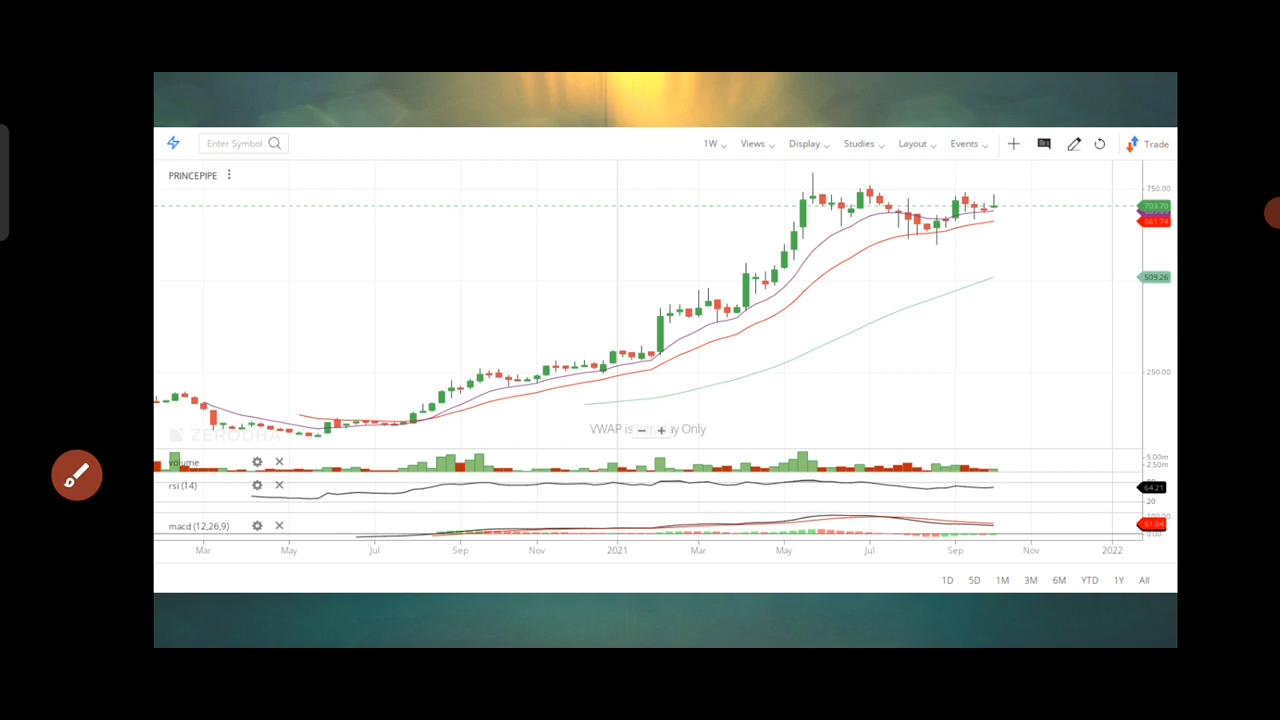 Enter Symbol 1W Views Display Studies Layout Events Trade
PRINCEPIPE
750.00
703.70
661.74
509.26
250.00
ZERODHA
VWAP is ay Only
volume
5.00m
2.50m
rsi (14)
64.21
20
macd (12,26,9)
61.04
0.00
Mar May Jul Sep Nov 2021 Mar May Jul Sep Nov 2022
1D 5D 1M 3M 6M YTD 1Y All